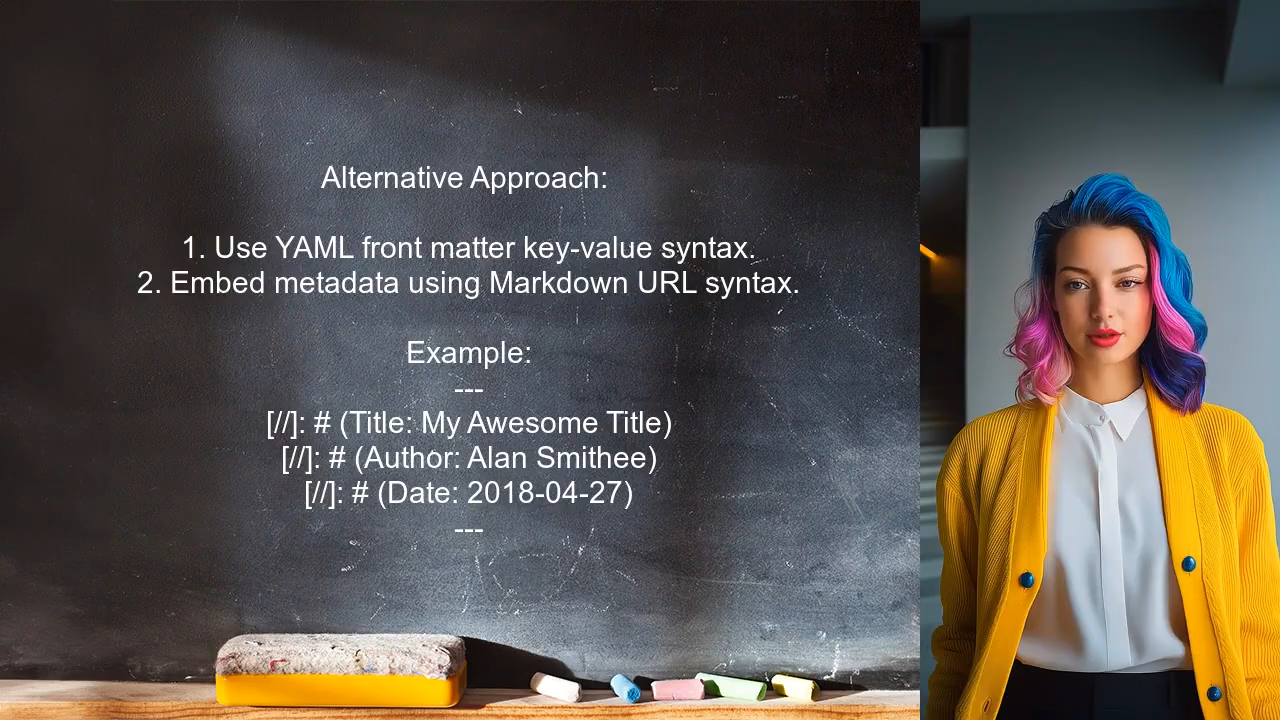 Alternative Approach:
1. Use YAML front matter key-value syntax.
2. Embed metadata using Markdown URL syntax.
Example:
---
[//]: # (Title: My Awesome Title)
[//]: # (Author: Alan Smithee)
[//]: # (Date: 2018-04-27)
---